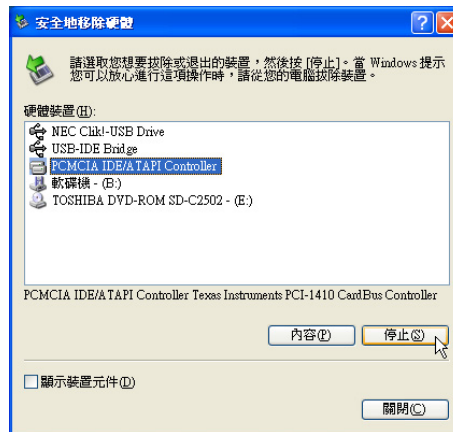 安全地移除硬體
請選取您想要拔除或退出的裝置，然後按 [停止]。當 Windows 提示
您可以放心進行這項操作時，請從您的電腦拔除裝置。
硬體裝置(H):
NEC Clik!-USB Drive
USB-IDE Bridge
PCMCIA IDE/ATAPI Controller
軟碟機 - (B:)
TOSHIBA DVD-ROM SD-C2502 - (E:)
PCMCIA IDE/ATAPI Controller Texas Instruments PCI-1410 CardBus Controller
內容(P) 停止(S)
顯示裝置元件(D)
關閉(C)